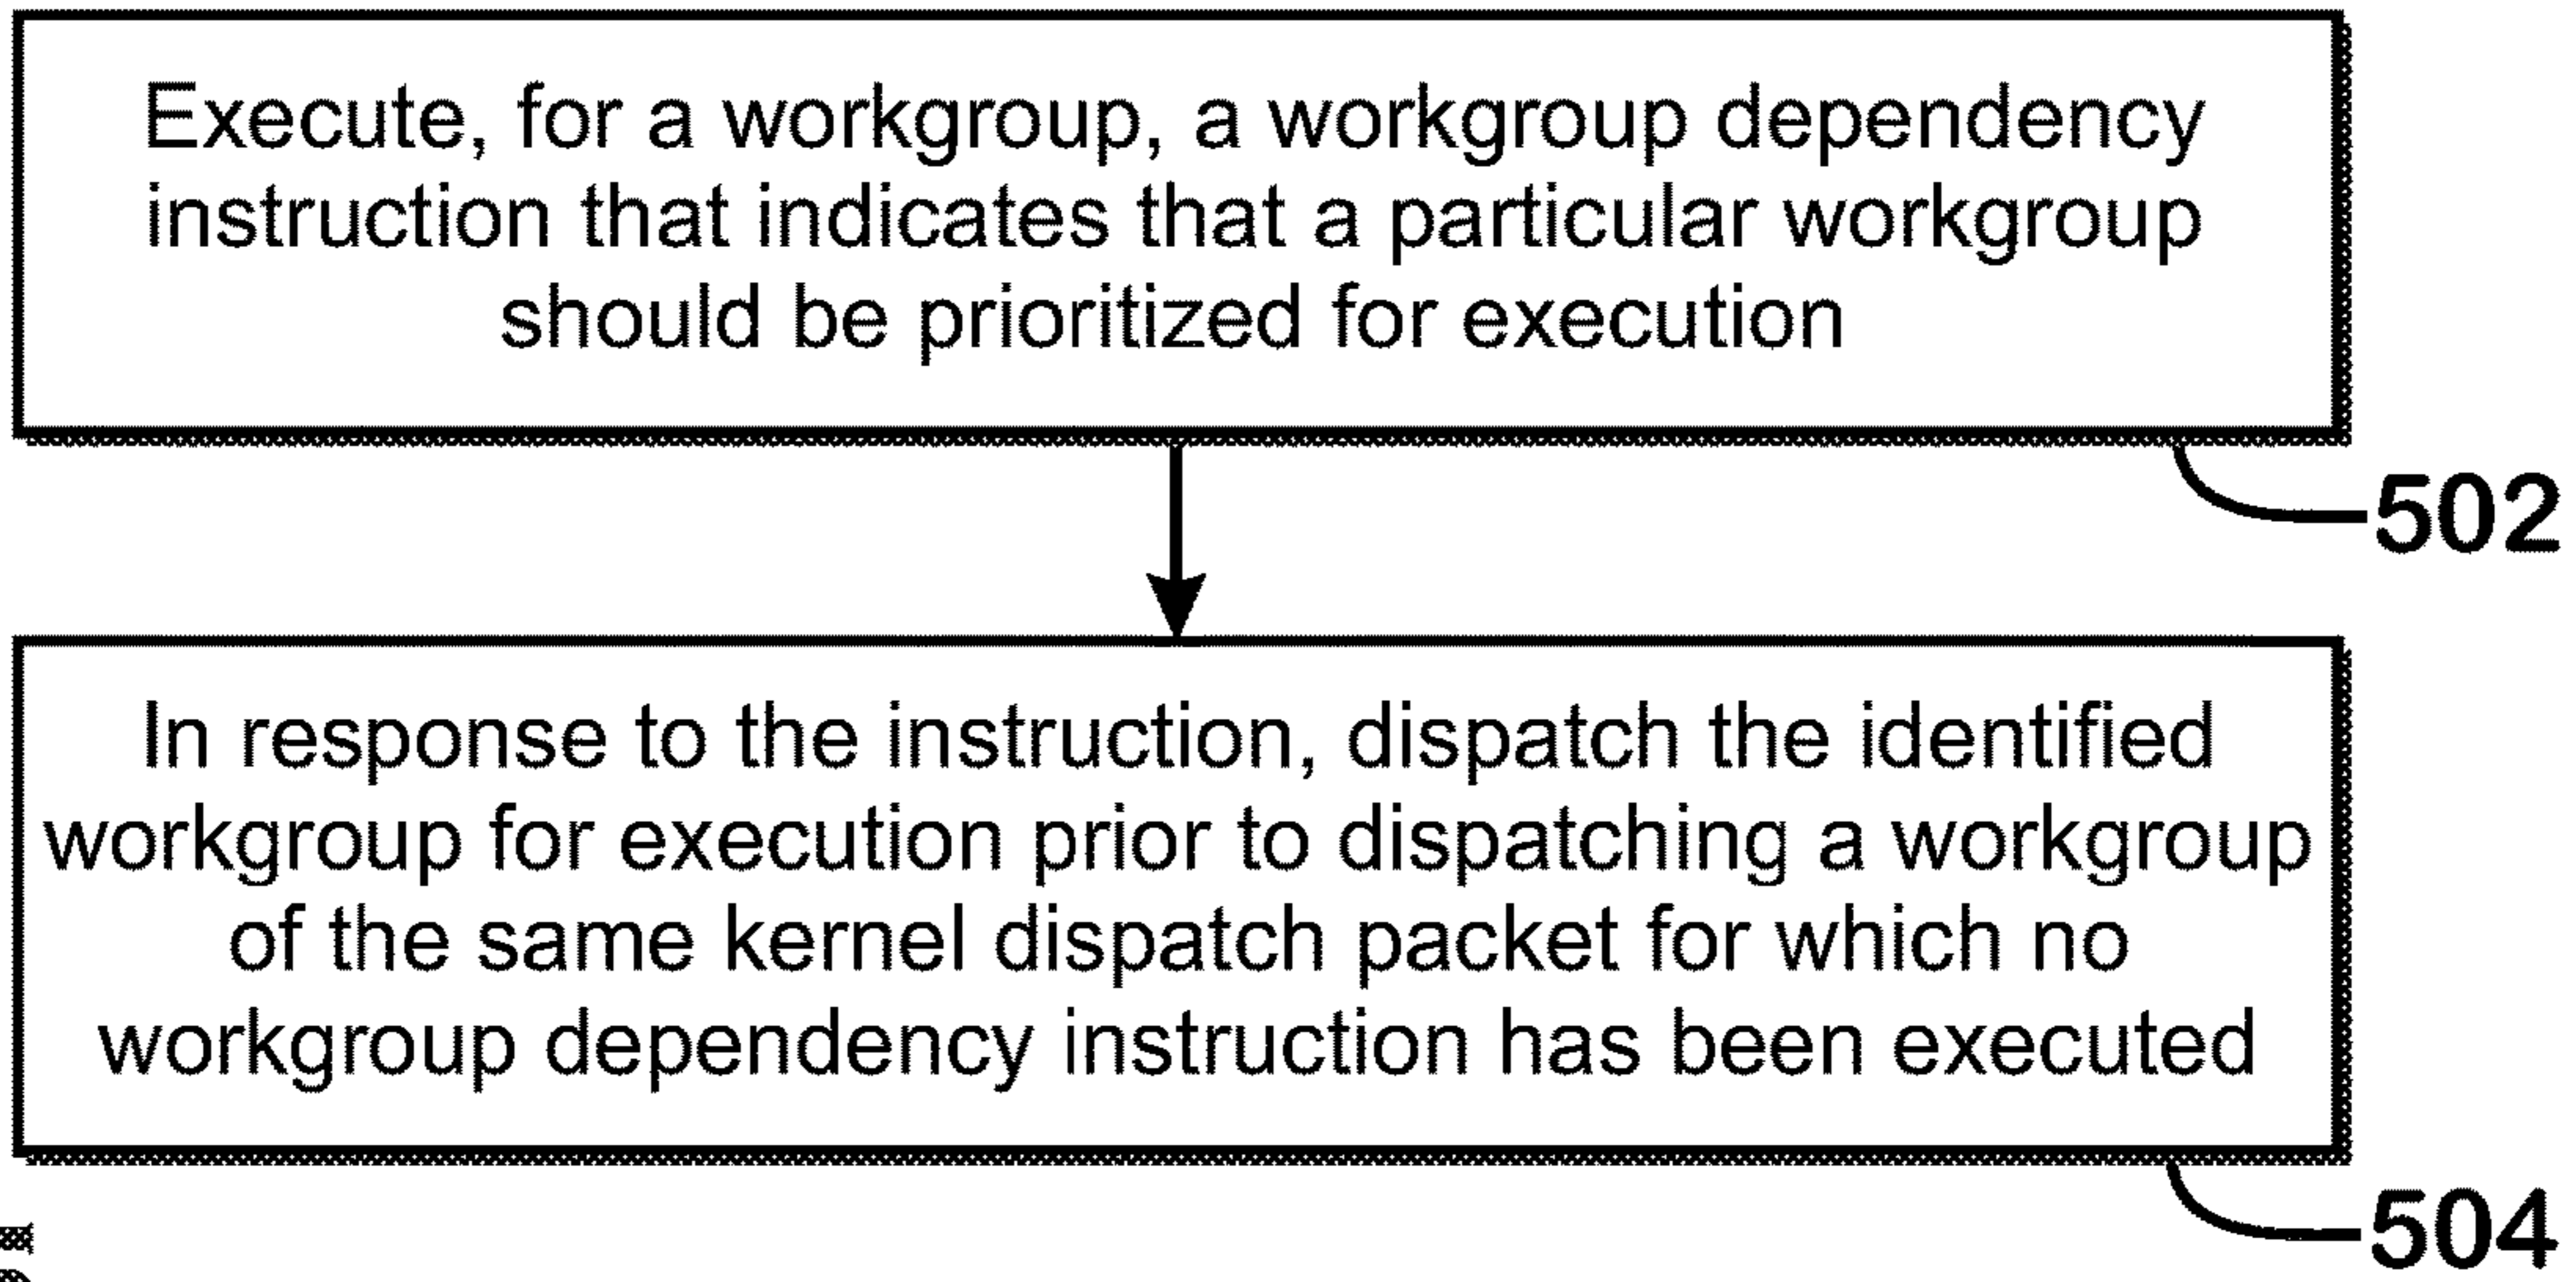 Execute, for a workgroup, a workgroup dependency
instruction that indicates that a particular workgroup
should be prioritized for execution
502
In response to the instruction, dispatch the identified
workgroup for execution prior to dispatching a workgroup
of the same kernel dispatch packet for which no
workgroup dependency instruction has been executed
504